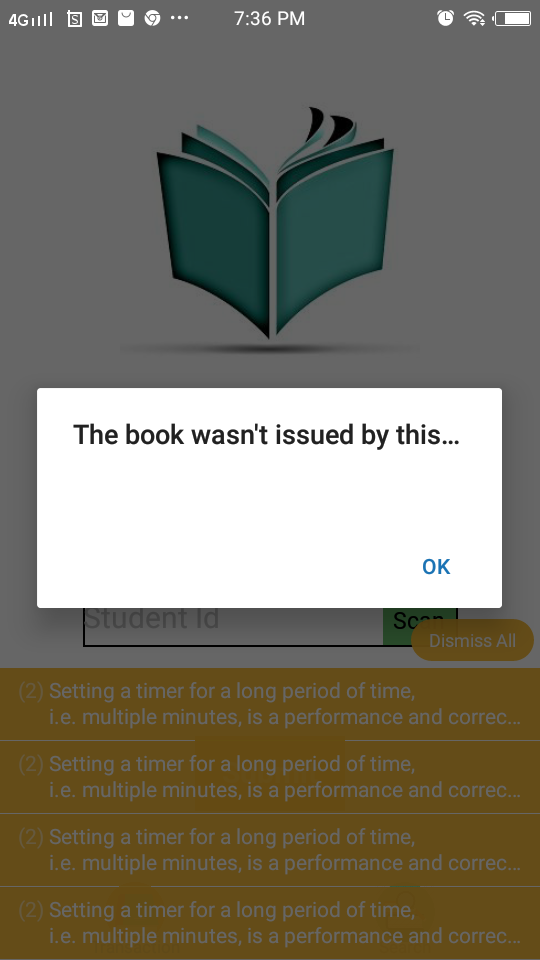 4G 7:36 PM
The book wasn't issued by this...
OK
Student Id
Scan
Dismiss All
(2) Setting a timer for a long period of time,
i.e. multiple minutes, is a performance and correc...
(2) Setting a timer for a long period of time,
i.e. multiple minutes, is a performance and correc...
(2) Setting a timer for a long period of time,
i.e. multiple minutes, is a performance and correc...
(2) Setting a timer for a long period of time,
i.e. multiple minutes, is a performance and correc...